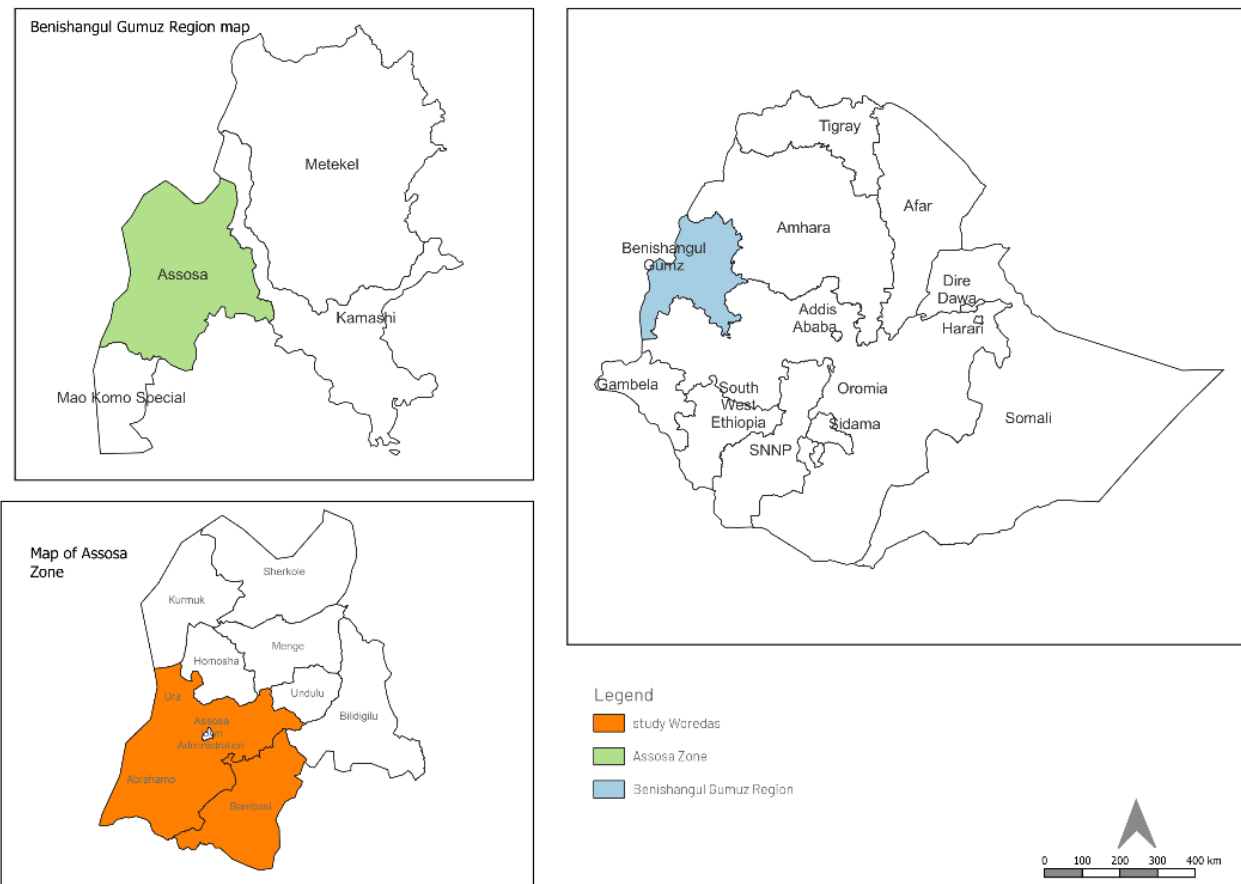 Benishangul Gumuz Region map
Metekel
Assosa
Kamashi
Mao Komo Special
Tigray
Afar
Amhara
Benishangul
Gumz
Dire
Dawa
Addis
Ababa
Harari
Gambela
South
West
Ethiopia
Oromia
Sidama
Somali
SNNP
Map of Assosa
Zone
Sherkole
Kurmuk
Menge
Homosha
Undulu
Ura
Bilidigilu
Assosa
Administration
Abrahamo
Bambasi
Legend
study Woredas
Assosa Zone
Benishangul Gumuz Region
0 100 200 300 400 km